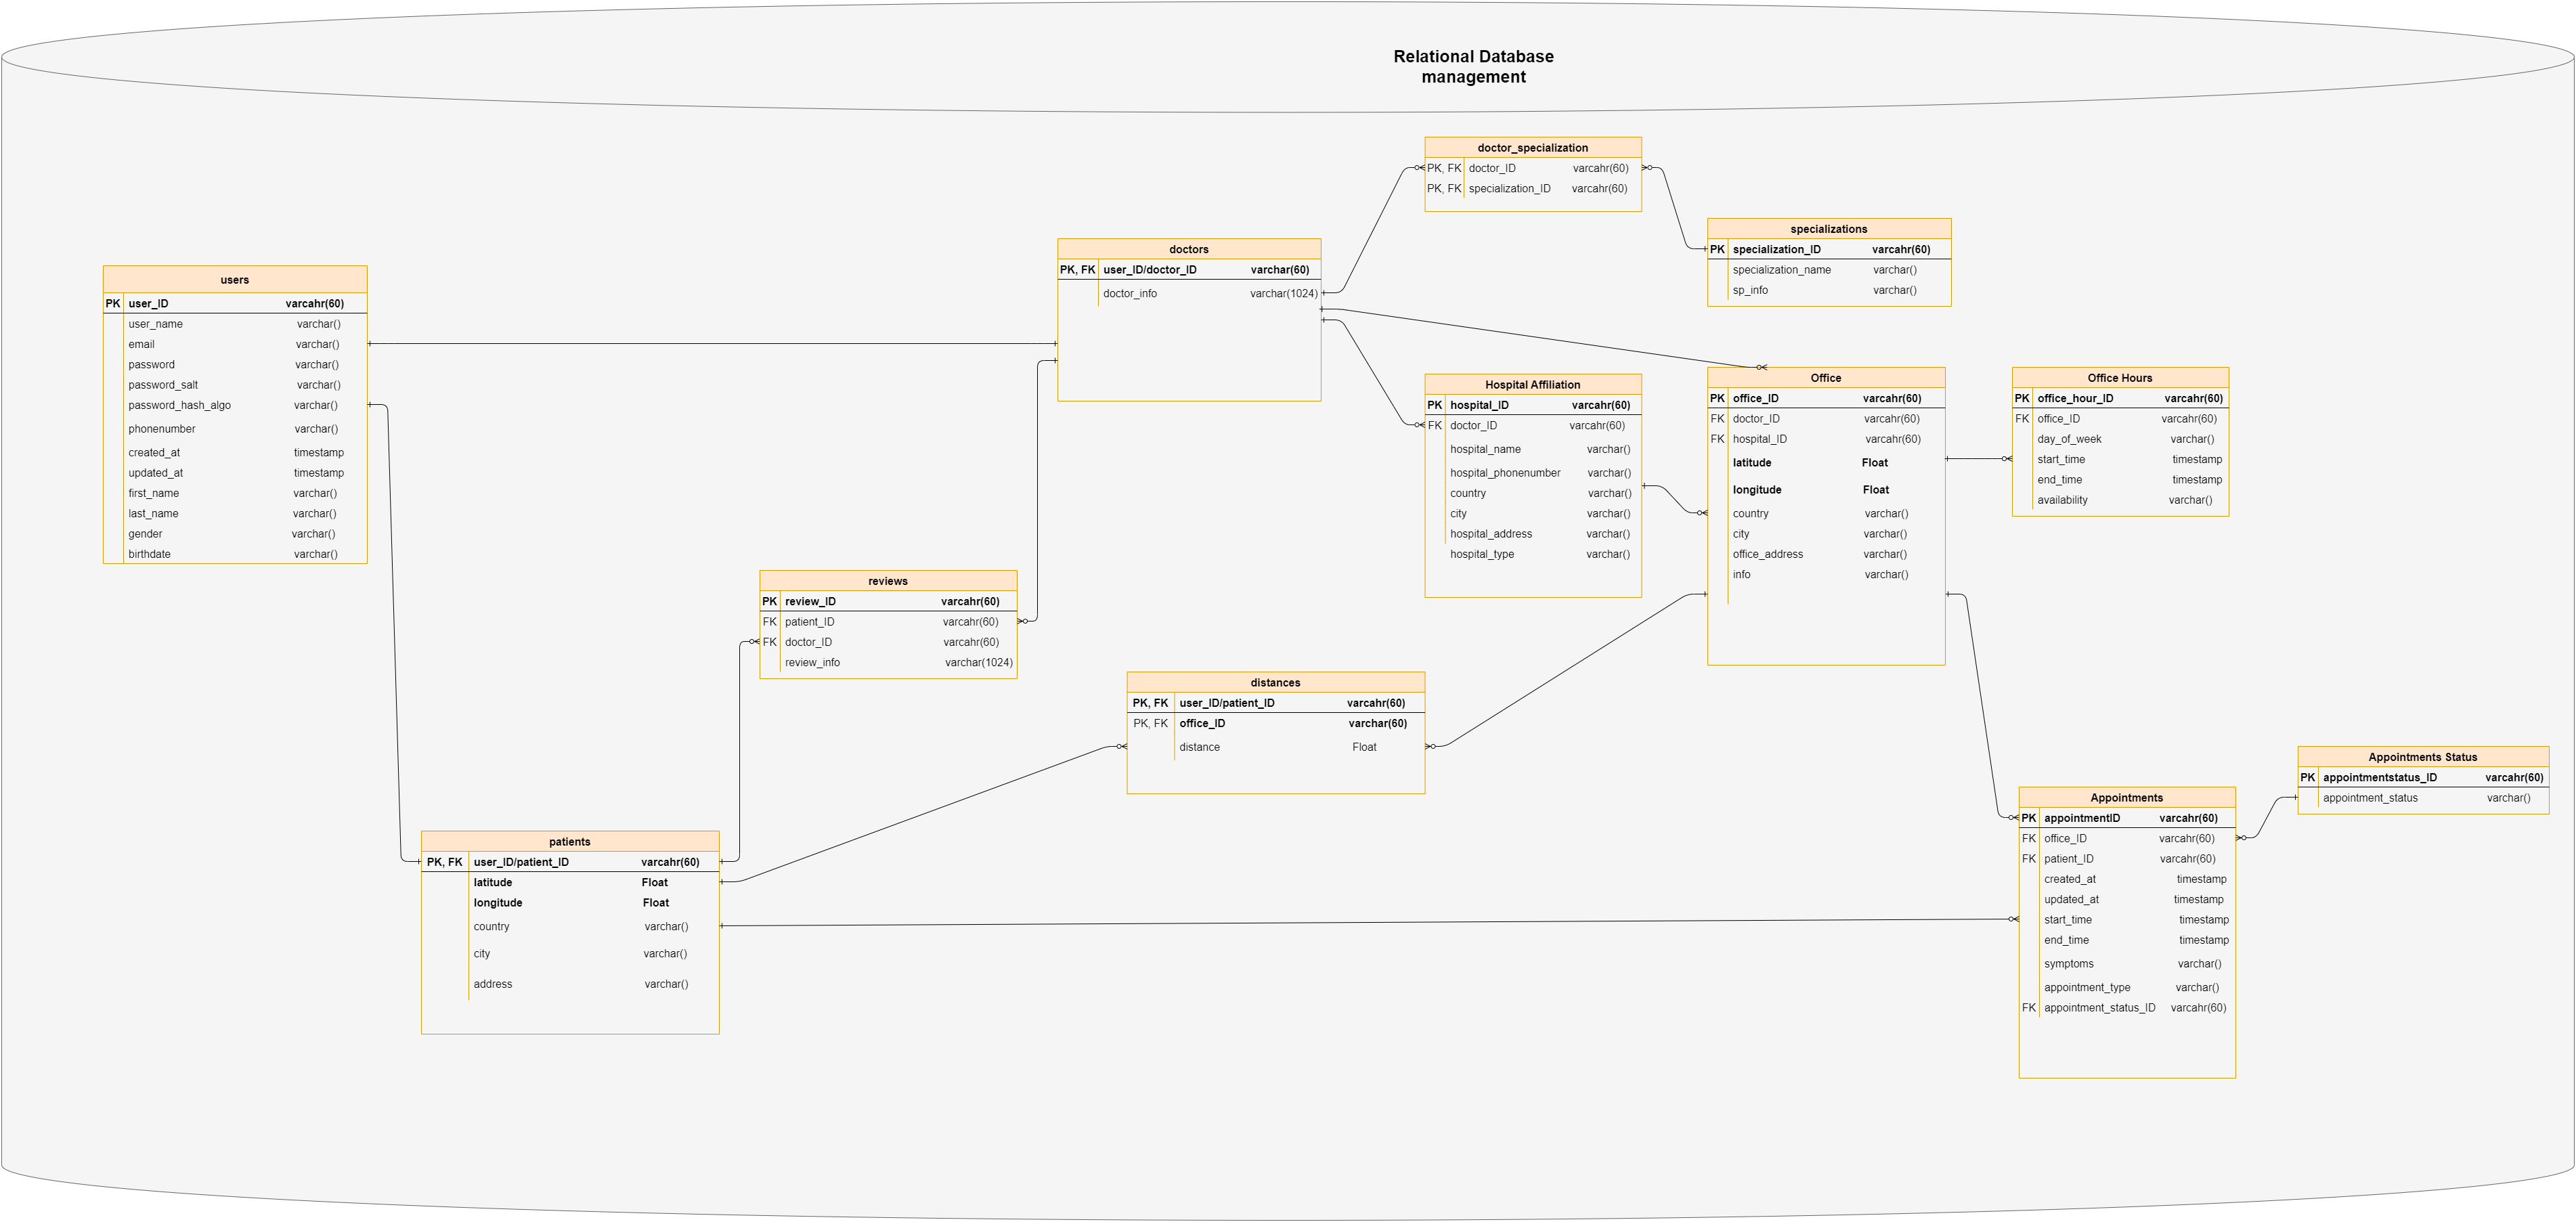 Relational Database
management
doctor_specialization
PK, FK doctor_ID varcahr(60)
PK, FK specialization_ID varcahr(60)
specializations
PK specialization_ID varcahr(60)
specialization_name varchar()
sp_info varchar()
doctors
PK, FK user_ID/doctor_ID varchar(60)
doctor_info varchar(1024)
users
PK user_ID varcahr(60)
user_name varchar()
email varchar()
password varchar()
password_salt varchar()
password_hash_algo varchar()
phonenumber varchar()
created_at timestamp
updated_at timestamp
first_name varchar()
last_name varchar()
gender varchar()
birthdate varchar()
Hospital Affiliation
PK hospital_ID varcahr(60)
FK doctor_ID varcahr(60)
hospital_name varchar()
hospital_phonenumber varchar()
country varchar()
city varchar()
hospital_address varchar()
hospital_type varchar()
Office
PK office_ID varcahr(60)
FK doctor_ID varcahr(60)
FK hospital_ID varcahr(60)
latitude Float
longitude Float
country varchar()
city varchar()
office_address varchar()
info varchar()
Office Hours
PK office_hour_ID varcahr(60)
FK office_ID varcahr(60)
day_of_week varchar()
start_time timestamp
end_time timestamp
availability varchar()
reviews
PK review_ID varcahr(60)
FK patient_ID varcahr(60)
FK doctor_ID varcahr(60)
review_info varchar(1024)
distances
PK, FK user_ID/patient_ID varcahr(60)
PK, FK office_ID varchar(60)
distance Float
patients
PK, FK user_ID/patient_ID varcahr(60)
latitude Float
longitude Float
country varchar()
city varchar()
address varchar()
Appointments
PK appointmentID varcahr(60)
FK office_ID varcahr(60)
FK patient_ID varcahr(60)
created_at timestamp
updated_at timestamp
start_time timestamp
end_time timestamp
symptoms varchar()
appointment_type varchar()
FK appointment_status_ID varcahr(60)
Appointments Status
PK appointmentstatus_ID varcahr(60)
appointment_status varchar()